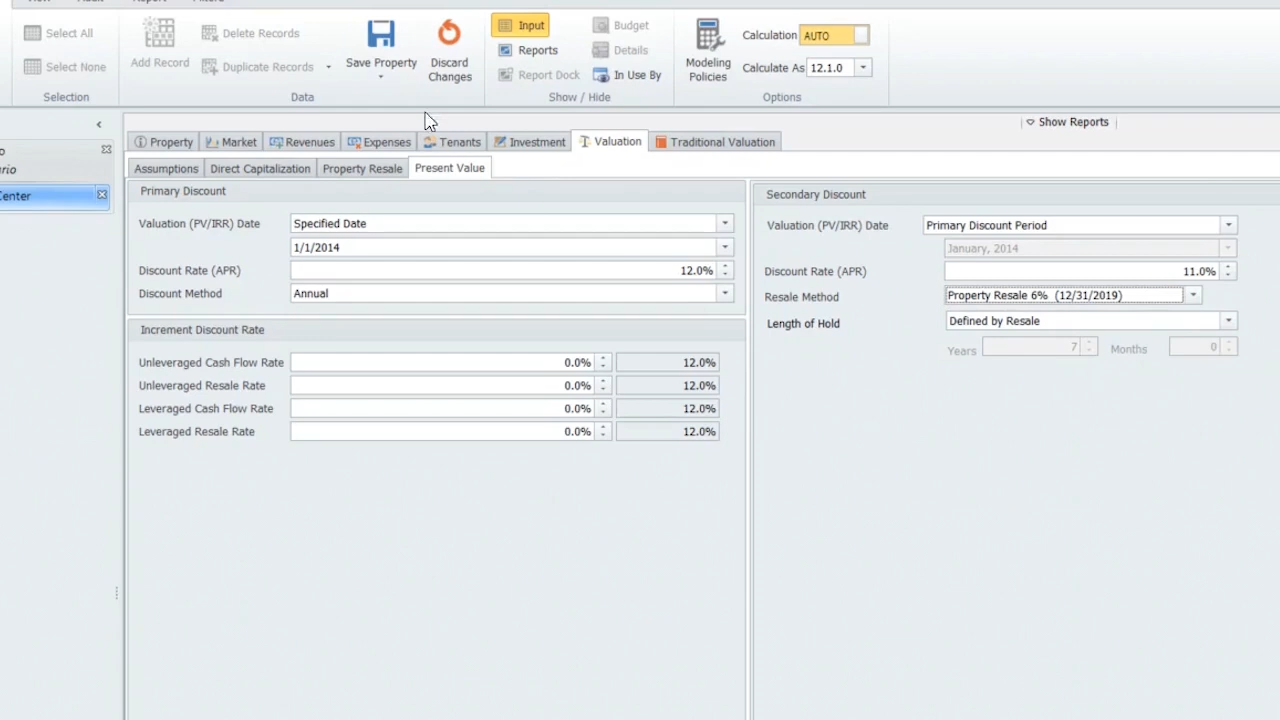 Select All
Select None
Selection
Add Record
Delete Records
Duplicate Records
Save Property
Discard
Changes
Data
Input
Reports
Report Dock
Budget
Details
In Use By
Show / Hide
Modeling
Policies
Calculation AUTO
Calculate As 12.1.0
Options
Show Reports
Property Market Revenues Expenses Tenants Investment Valuation Traditional Valuation
Assumptions Direct Capitalization Property Resale Present Value
Center
Primary Discount
Valuation (PV/IRR) Date Specified Date
1/1/2014
Discount Rate (APR) 12.0%
Discount Method Annual
Increment Discount Rate
Unleveraged Cash Flow Rate 0.0% 12.0%
Unleveraged Resale Rate 0.0% 12.0%
Leveraged Cash Flow Rate 0.0% 12.0%
Leveraged Resale Rate 0.0% 12.0%
Secondary Discount
Valuation (PV/IRR) Date Primary Discount Period
January, 2014
Discount Rate (APR) 11.0%
Resale Method Property Resale 6% (12/31/2019)
Length of Hold Defined by Resale
Years 7 Months 0